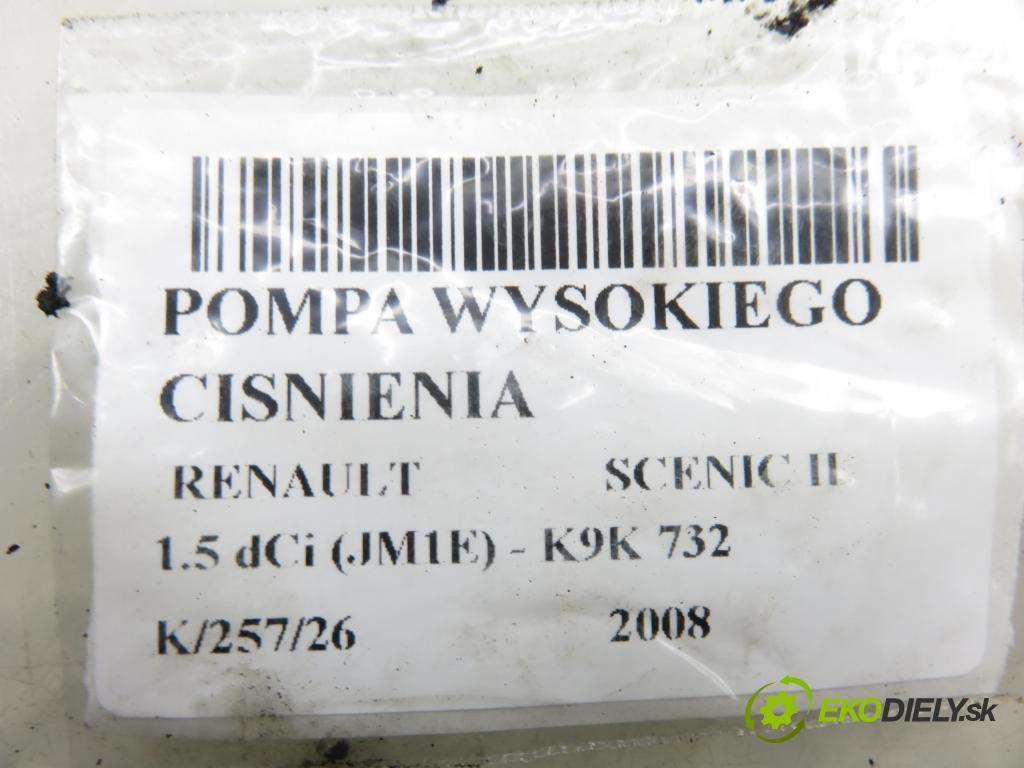 POMPA WYSOKIEGO
CISNIENIA
RENAULT SCENIC II
1.5 dCi (JM1E) - K9K 732
K/257/26 2008
EKODIELY.sk